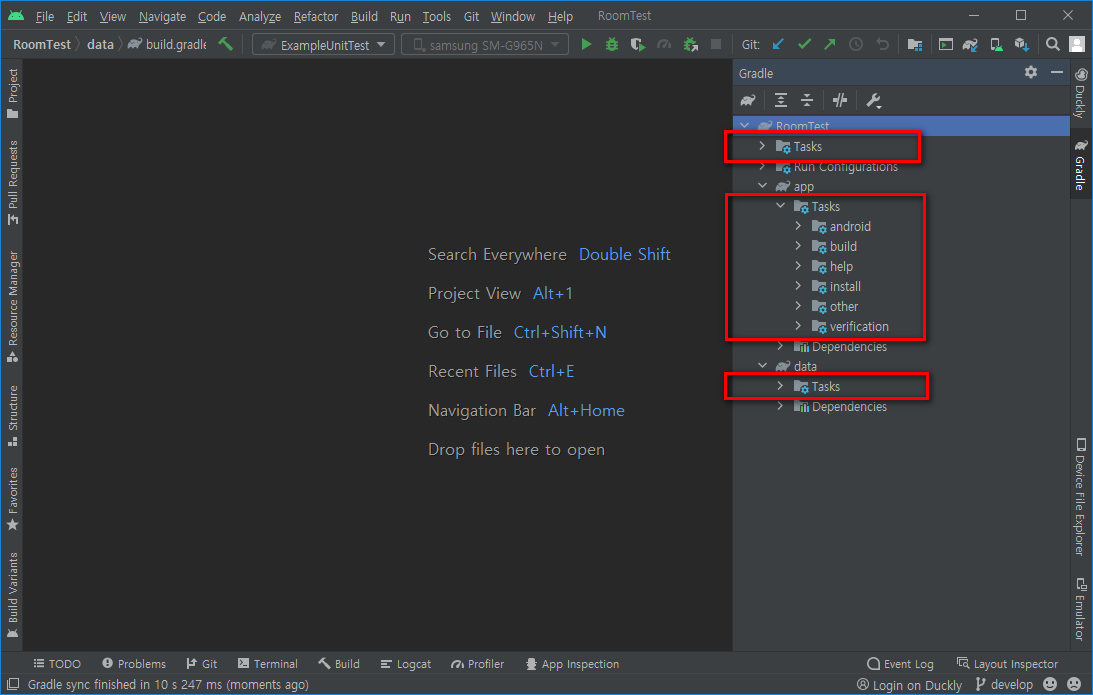 File Edit View Navigate Code Analyze Refactor Build Run Tools Git Window Help RoomTest
RoomTest data build.gradle ExampleUnitTest samsung SM-G965N Git:
Gradle
RoomTest
Tasks
Run Configurations
app
Tasks
android
build
help
install
other
verification
Dependencies
data
Tasks
Dependencies
Search Everywhere Double Shift
Project View Alt+1
Go to File Ctrl+Shift+N
Recent Files Ctrl+E
Navigation Bar Alt+Home
Drop files here to open
Project
Pull Requests
Resource Manager
Structure
Favorites
Build Variants
Duckly
Gradle
Device File Explorer
Emulator
TODO Problems Git Terminal Build Logcat Profiler App Inspection Event Log Layout Inspector
Gradle sync finished in 10 s 247 ms (moments ago) Login on Duckly develop